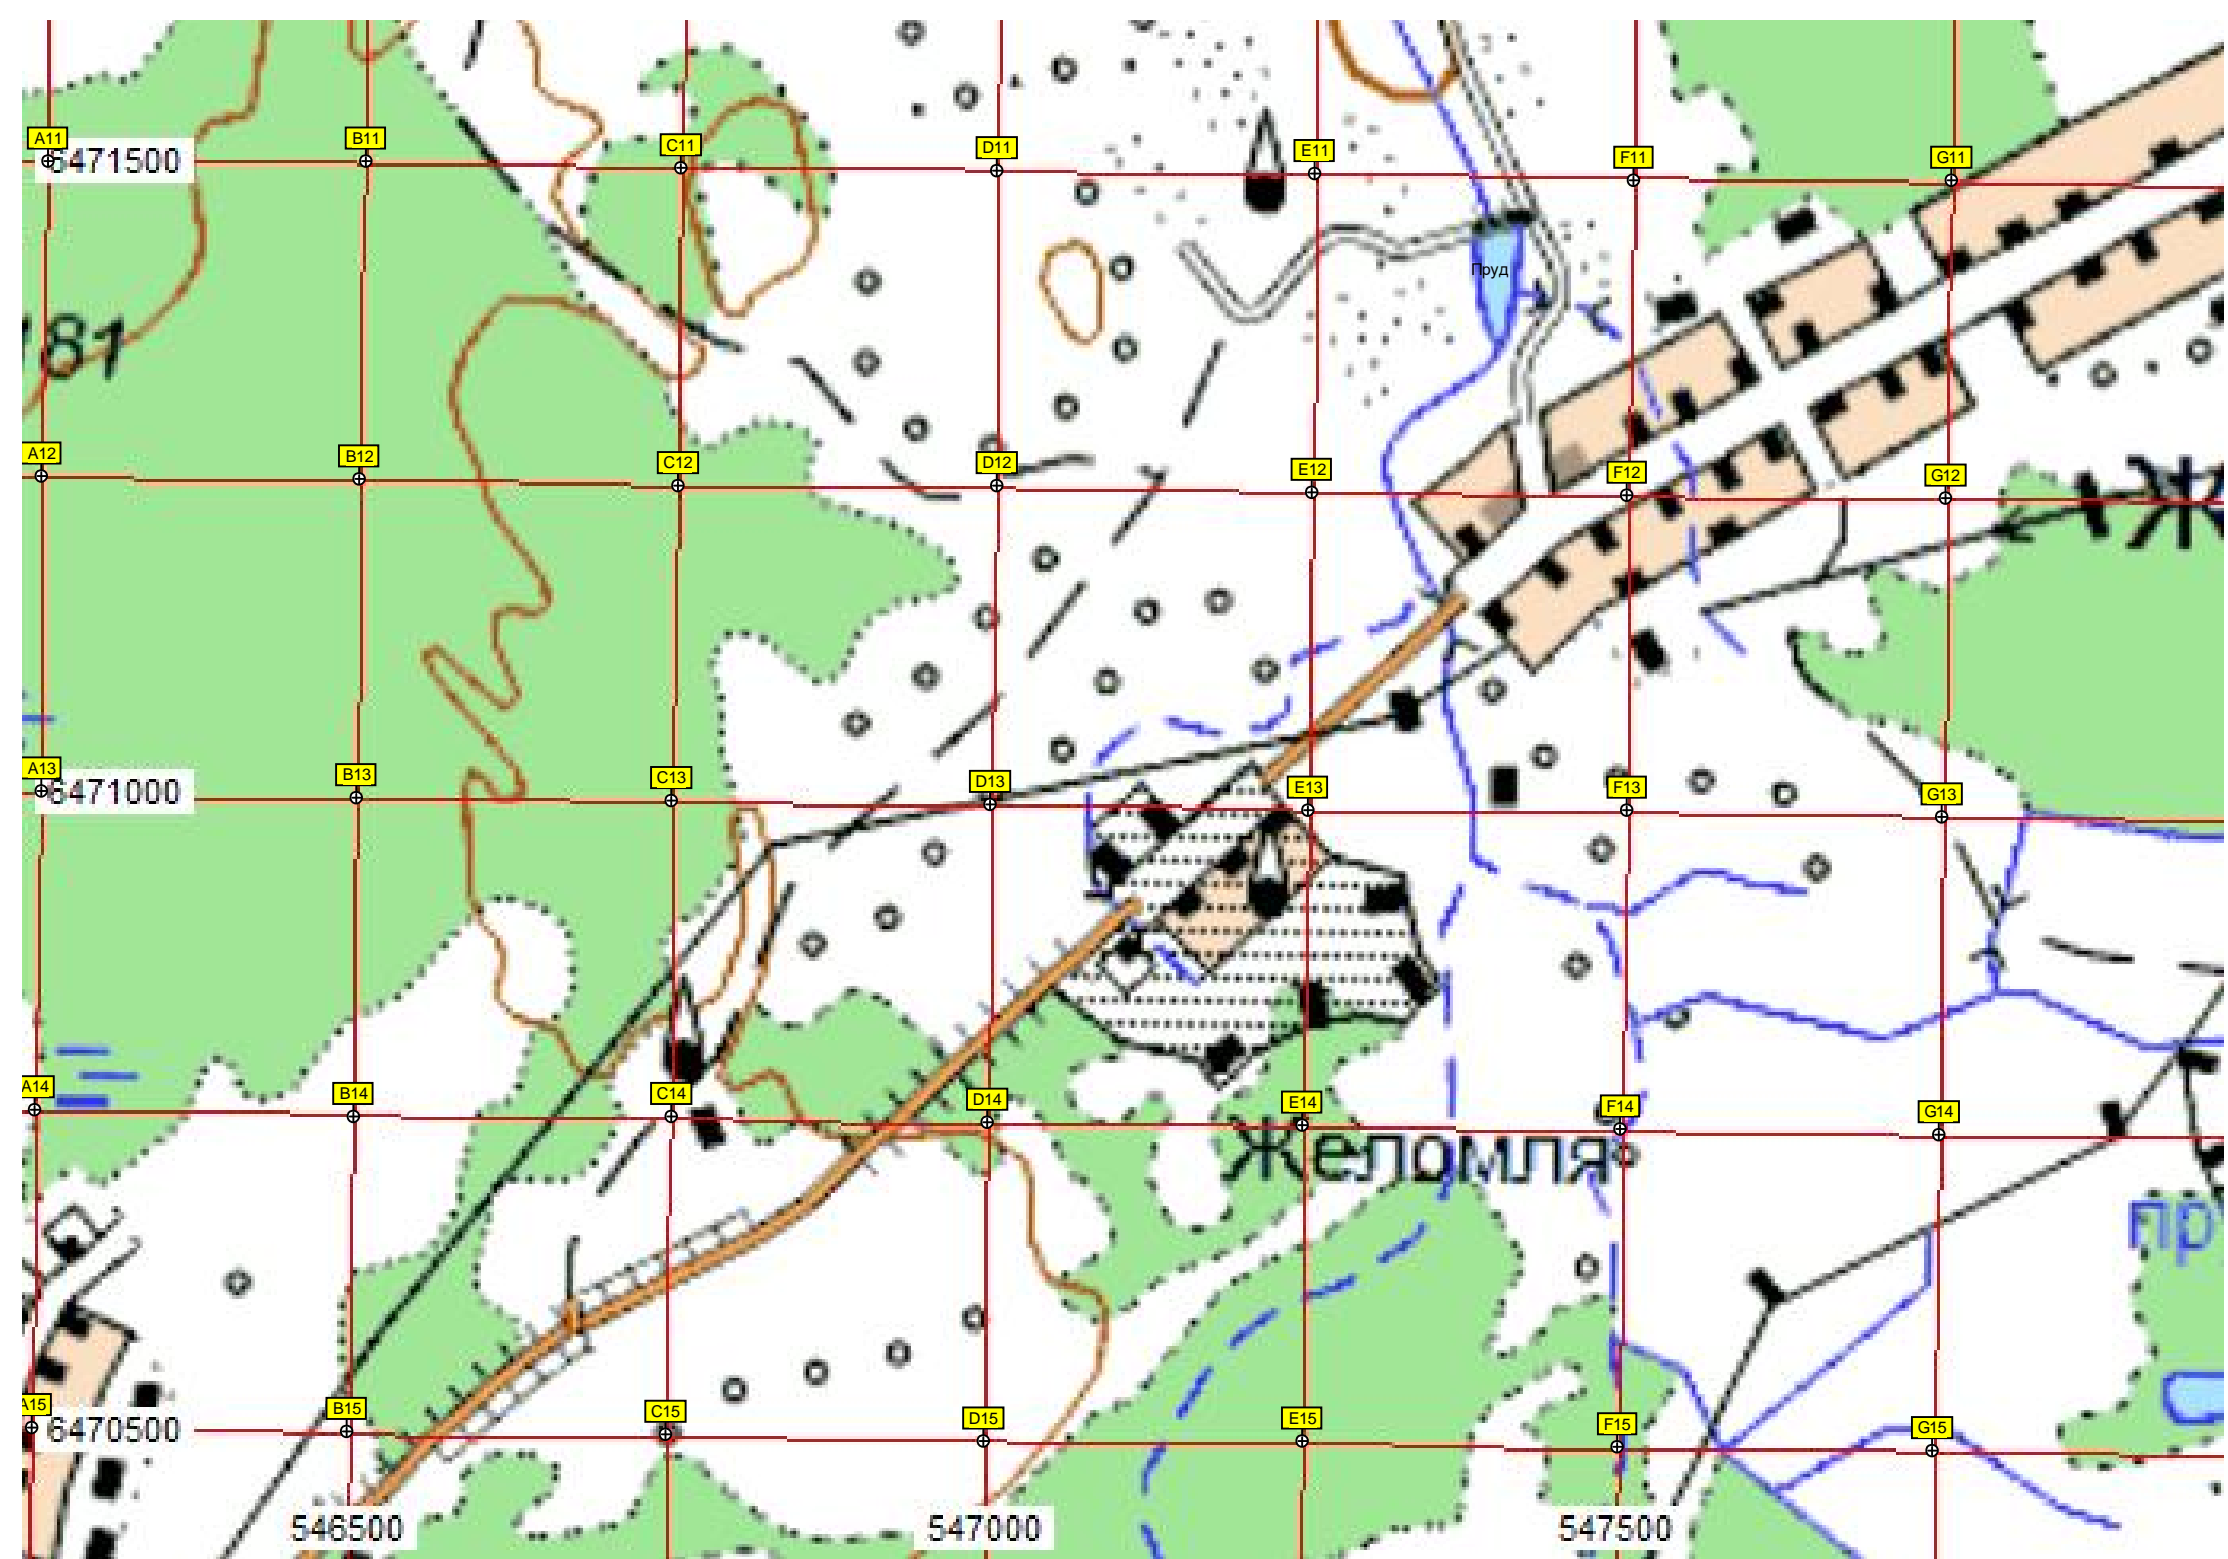 A11 B11 C11 D11 E11 F11 G11
6471500
Пруд
181
A12 B12 C12 D12 E12 F12 G12
Ж
A13 B13 C13 D13 E13 F13 G13
6471000
A14 B14 C14 D14 E14 F14 G14
Желомля
пр
A15 B15 C15 D15 E15 F15 G15
6470500
546500 547000 547500